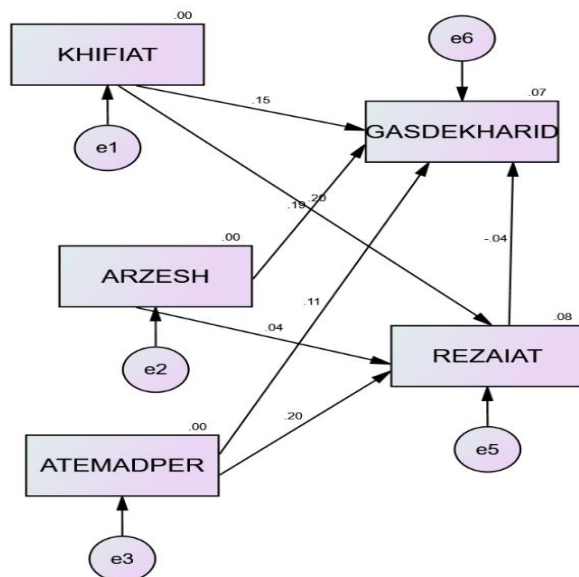 .00
KHIFIAT
e1
e6
.07
GASDEKHARID
.15
.20
.19
.00
ARZESH
e2
.11
-.04
.04
.08
REZAIAT
e5
.20
.00
ATEMADPER
e3